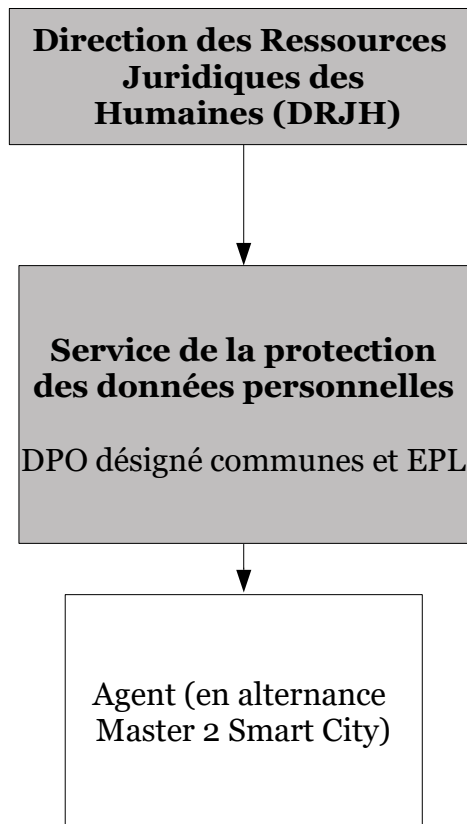 Direction des Ressources
Juridiques des
Humaines (DRJH)
Service de la protection
des données personnelles
DPO désigné communes et EPL
Agent (en alternance
Master 2 Smart City)